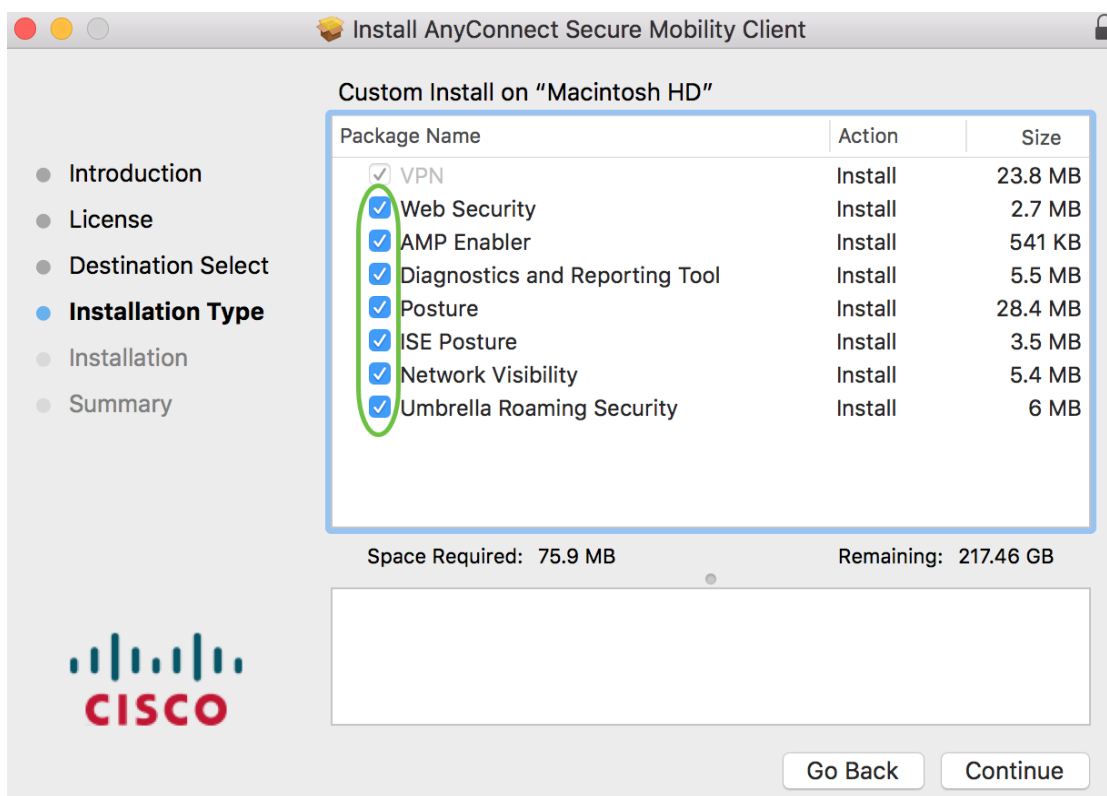 Install AnyConnect Secure Mobility Client
Custom Install on “Macintosh HD”
Package Name Action Size
VPN Install 23.8 MB
Web Security Install 2.7 MB
AMP Enabler Install 541 KB
Diagnostics and Reporting Tool Install 5.5 MB
Posture Install 28.4 MB
ISE Posture Install 3.5 MB
Network Visibility Install 5.4 MB
Umbrella Roaming Security Install 6 MB
Space Required: 75.9 MB Remaining: 217.46 GB
Introduction
License
Destination Select
Installation Type
Installation
Summary
CISCO
Go Back Continue